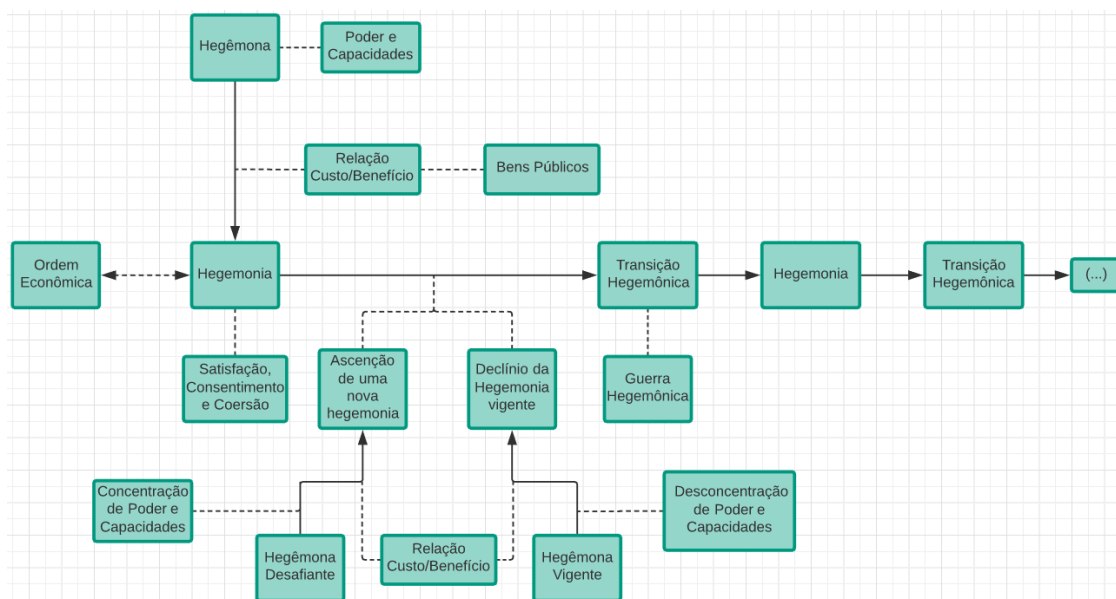 Hegêmona
Poder e
Capacidades
Relação
Custo/Benefício
Bens Públicos
Ordem
Econômica
Hegemonia
Transição
Hegemônica
Hegemonia
Transição
Hegemônica
(...)
Satisfação,
Consentimento
e Coersão
Ascenção
de uma
nova
hegemonia
Declínio da
Hegemonia
vigente
Guerra
Hegemônica
Concentração
de Poder e
Capacidades
Desconcentração
de Poder e
Capacidades
Hegêmona
Desafiante
Relação
Custo/Benefício
Hegêmona
Vigente